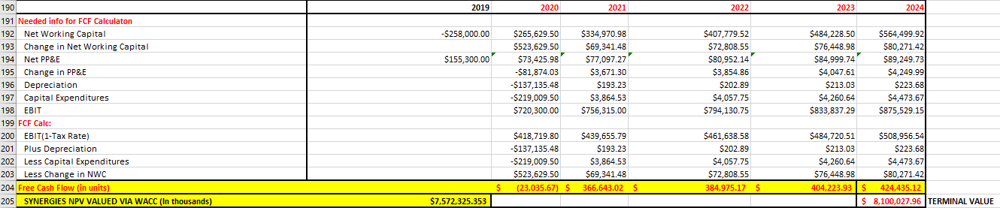 190 2019 2020 2021 2022 2023 2024
191 Needed info for FCF Calculaton
192 Net Working Capital -$258,000.00 $265,629.50 $334,970.98 $407,779.52 $484,228.50 $564,499.92
193 Change in Net Working Capital $523,629.50 $69,341.48 $72,808.55 $76,448.98 $80,271.42
194 Net PP&E $155,300.00 $73,425.98 $77,097.27 $80,952.14 $84,999.74 $89,249.73
195 Change in PP&E -$81,874.03 $3,671.30 $3,854.86 $4,047.61 $4,249.99
196 Depreciation -$137,135.48 $193.23 $202.89 $213.03 $223.68
197 Capital Expenditures -$219,009.50 $3,864.53 $4,057.75 $4,260.64 $4,473.67
198 EBIT $720,300.00 $756,315.00 $794,130.75 $833,837.29 $875,529.15
199 FCF Calc:
200 EBIT(1-Tax Rate) $418,719.80 $439,655.79 $461,638.58 $484,720.51 $508,956.54
201 Plus Depreciation -$137,135.48 $193.23 $202.89 $213.03 $223.68
202 Less Capital Expenditures -$219,009.50 $3,864.53 $4,057.75 $4,260.64 $4,473.67
203 Less Change in NWC $523,629.50 $69,341.48 $72,808.55 $76,448.98 $80,271.42
204 Free Cash Flow (in units) $ (23,035.67) $ 366,643.02 $ 384,975.17 $ 404,223.93 $ 424,435.12
205 SYNERGIES NPV VALUED VIA WACC (In thousands) $7,572,325.353 $ 8,100,027.96 TERMINAL VALUE